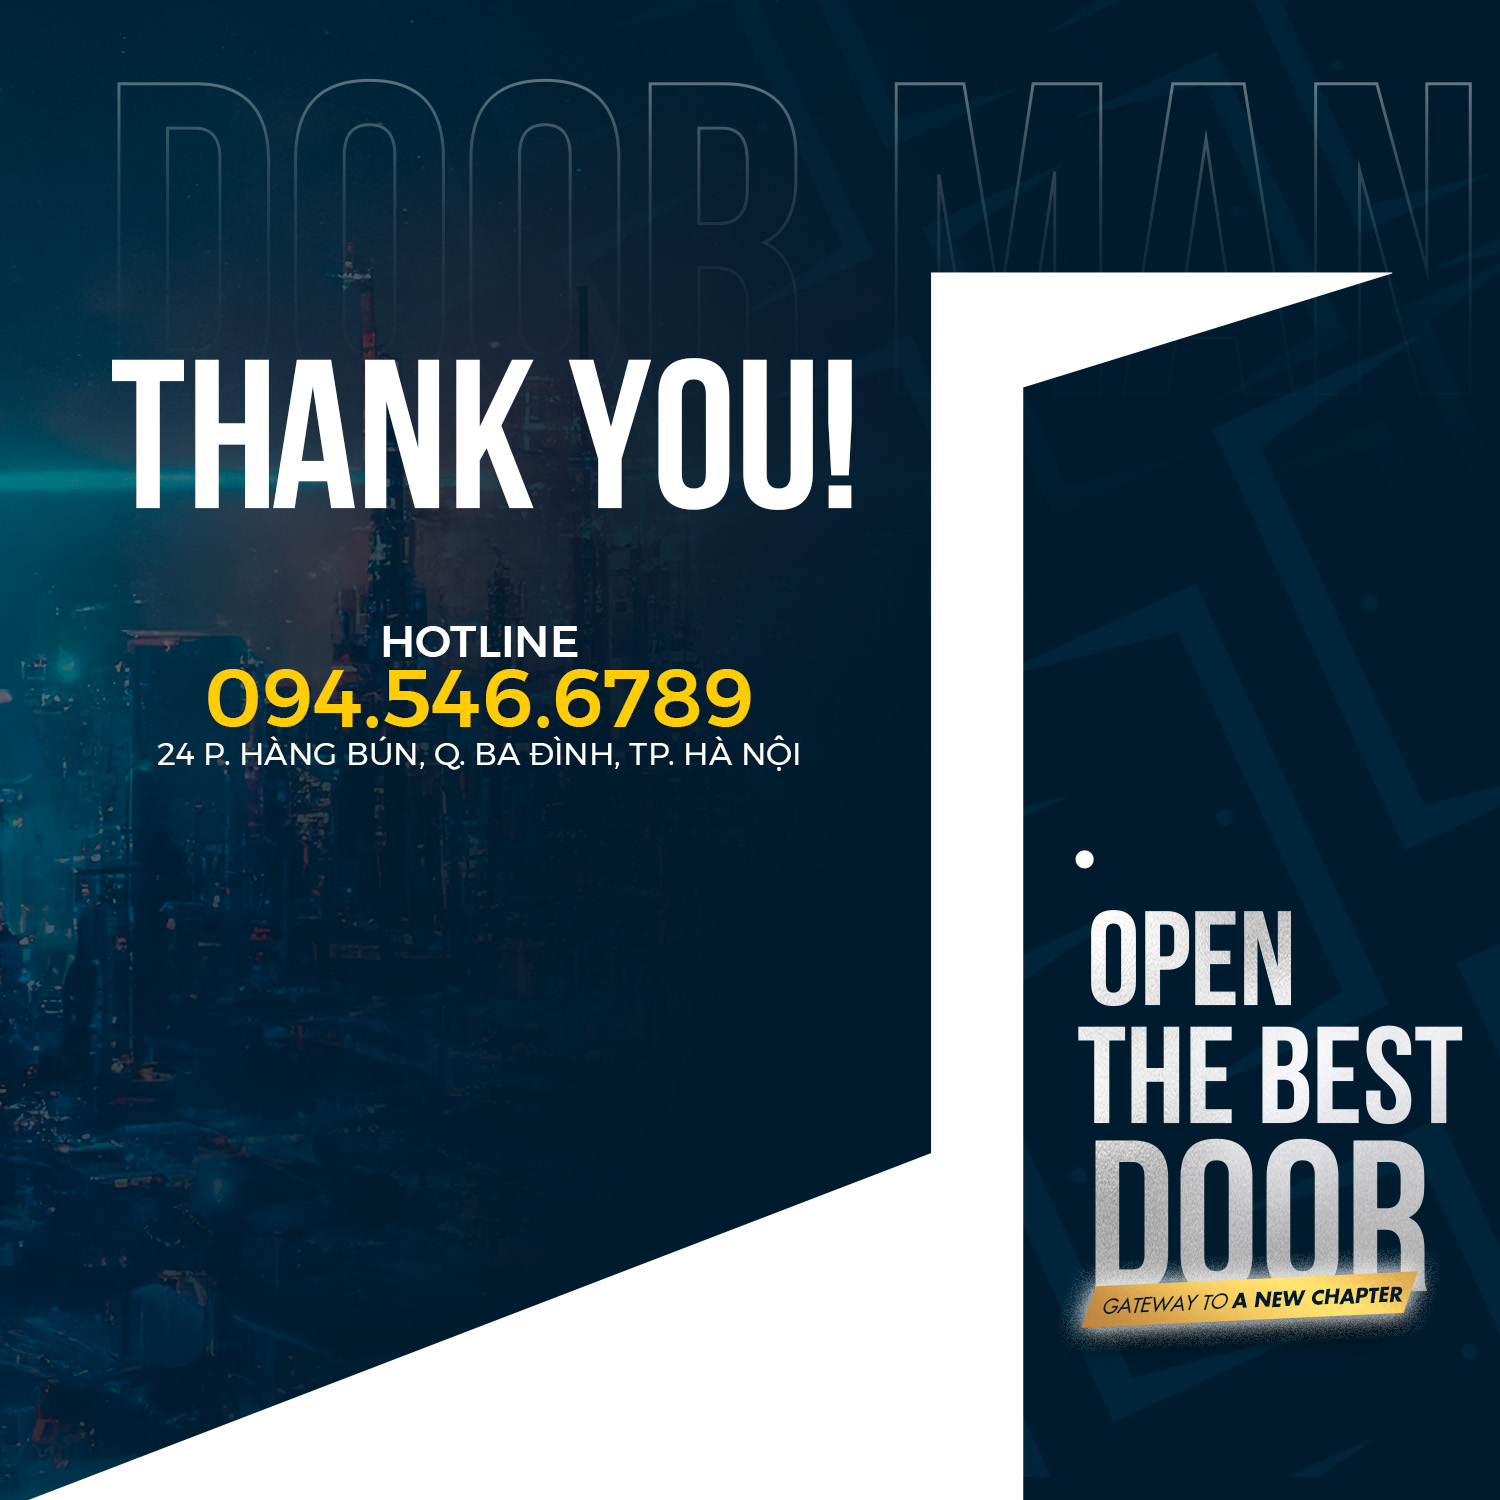 DOOR MAN
THANK YOU!
HOTLINE
094.546.6789
24 P. HÀNG BÚN, Q. BA ĐÌNH, TP. HÀ NỘI
OPEN
THE BEST
DOOR
GATEWAY TO A NEW CHAPTER